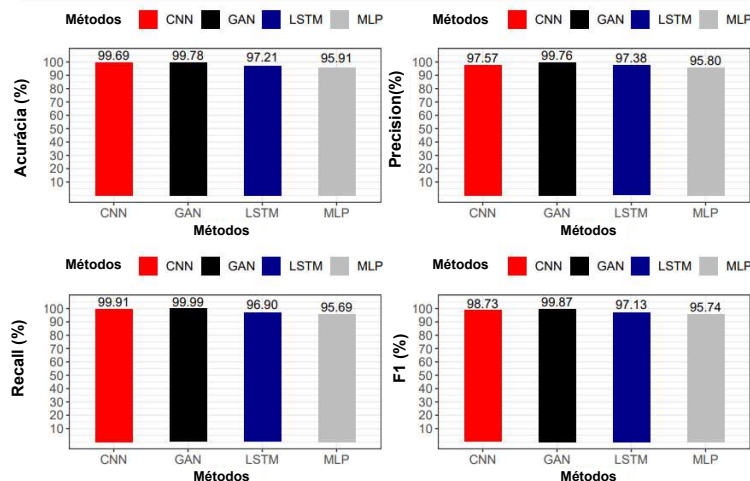 Métodos CNN GAN LSTM MLP
99.69 99.78 97.21 95.91
Acurácia (%)
100
90
80
70
60
50
40
30
20
10
CNN GAN LSTM MLP
Métodos
Métodos CNN GAN LSTM MLP
97.57 99.76 97.38 95.80
Precision(%)
100
90
80
70
60
50
40
30
20
10
CNN GAN LSTM MLP
Métodos
Métodos CNN GAN LSTM MLP
99.91 99.99 96.90 95.69
Recall (%)
100
90
80
70
60
50
40
30
20
10
CNN GAN LSTM MLP
Métodos
Métodos CNN GAN LSTM MLP
98.73 99.87 97.13 95.74
F1 (%)
100
90
80
70
60
50
40
30
20
10
CNN GAN LSTM MLP
Métodos